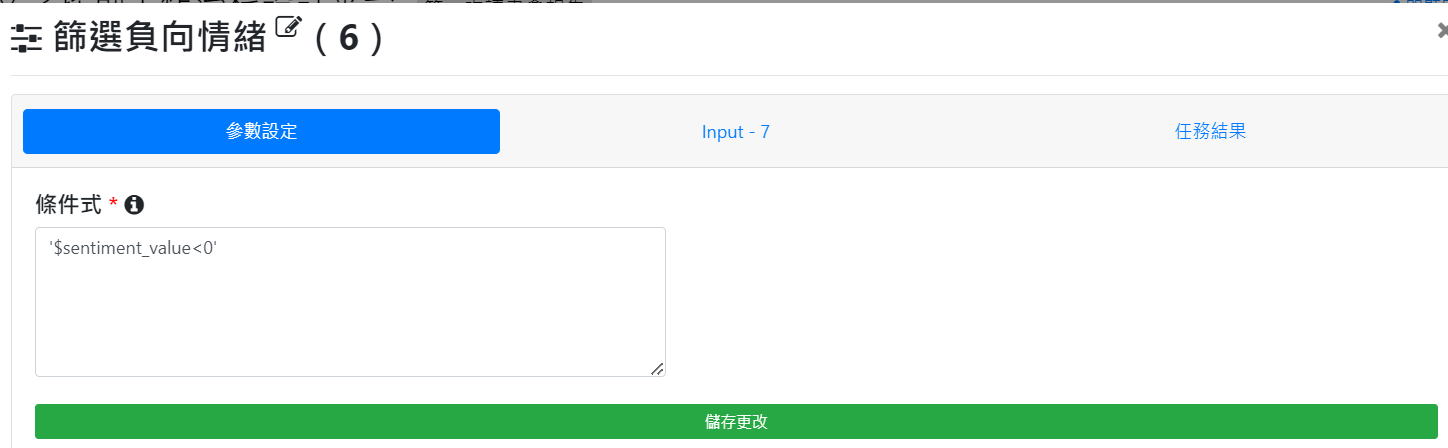 篩選負向情緒 ( 6 )
參數設定
Input - 7
任務結果
條件式 *
'$sentiment_value<0'
儲存更改